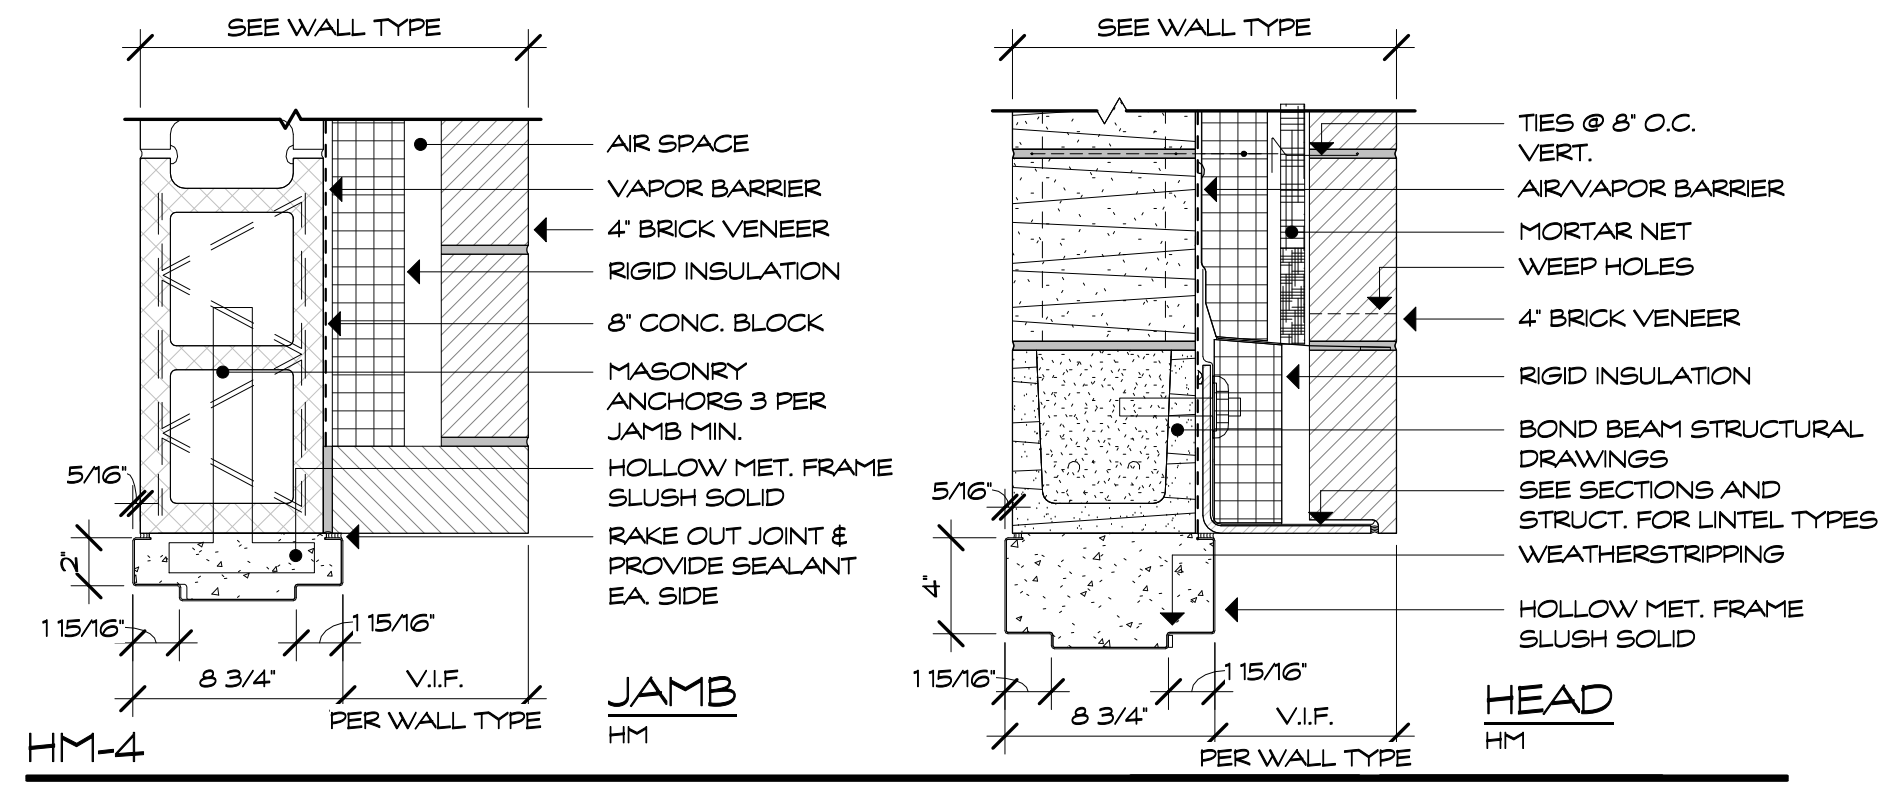 SEE WALL TYPE
AIR SPACE
VAPOR BARRIER
4" BRICK VENEER
RIGID INSULATION
8" CONC. BLOCK
MASONRY
ANCHORS 3 PER
JAMB MIN.
HOLLOW MET. FRAME
SLUSH SOLID
RAKE OUT JOINT &
PROVIDE SEALANT
EA. SIDE
5/16"
2"
1 15/16"
1 15/16"
8 3/4"
V.I.F.
PER WALL TYPE
JAMB
HM
HM-4
SEE WALL TYPE
TIES @ 8" O.C.
VERT.
AIR/VAPOR BARRIER
MORTAR NET
WEEP HOLES
4" BRICK VENEER
RIGID INSULATION
BOND BEAM STRUCTURAL
DRAWINGS
SEE SECTIONS AND
STRUCT. FOR LINTEL TYPES
WEATHERSTRIPPING
HOLLOW MET. FRAME
SLUSH SOLID
5/16"
4"
1 15/16"
1 15/16"
8 3/4"
V.I.F.
PER WALL TYPE
HEAD
HM